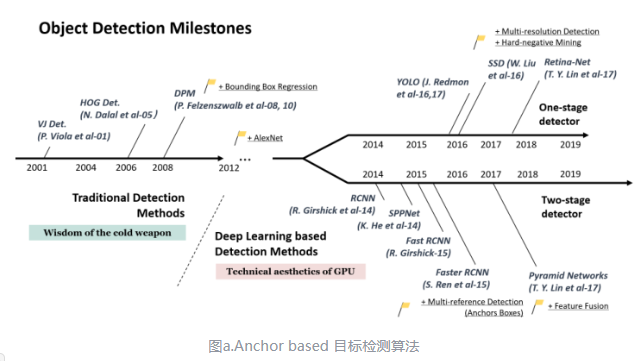 Object Detection Milestones
+ Multi-resolution Detection
+ Hard-negative Mining
SSD (W. Liu
et al-16)
Retina-Net
(T. Y. Lin et al-17)
YOLO (J. Redmon
et al-16,17)
+ Bounding Box Regression
DPM
(P. Felzenszwalb et al-08, 10)
HOG Det.
(N. Dalal et al-05)
VJ Det.
(P. Viola et al-01)
+ AlexNet
One-stage
detector
2014 2015 2016 2017 2018 2019
2001 2004 2006 2008 2012 ...
2014 2015 2016 2017 2018 2019
Two-stage
detector
Traditional Detection
Methods
Wisdom of the cold weapon
Deep Learning based
Detection Methods
Technical aesthetics of GPU
RCNN
(R. Girshick et al-14)
SPPNet
(K. He et al-14)
Fast RCNN
(R. Girshick-15)
Faster RCNN
(S. Ren et al-15)
Pyramid Networks
(T. Y. Lin et al-17)
+ Multi-reference Detection
(Anchors Boxes)
+ Feature Fusion
图a.Anchor based 目标检测算法